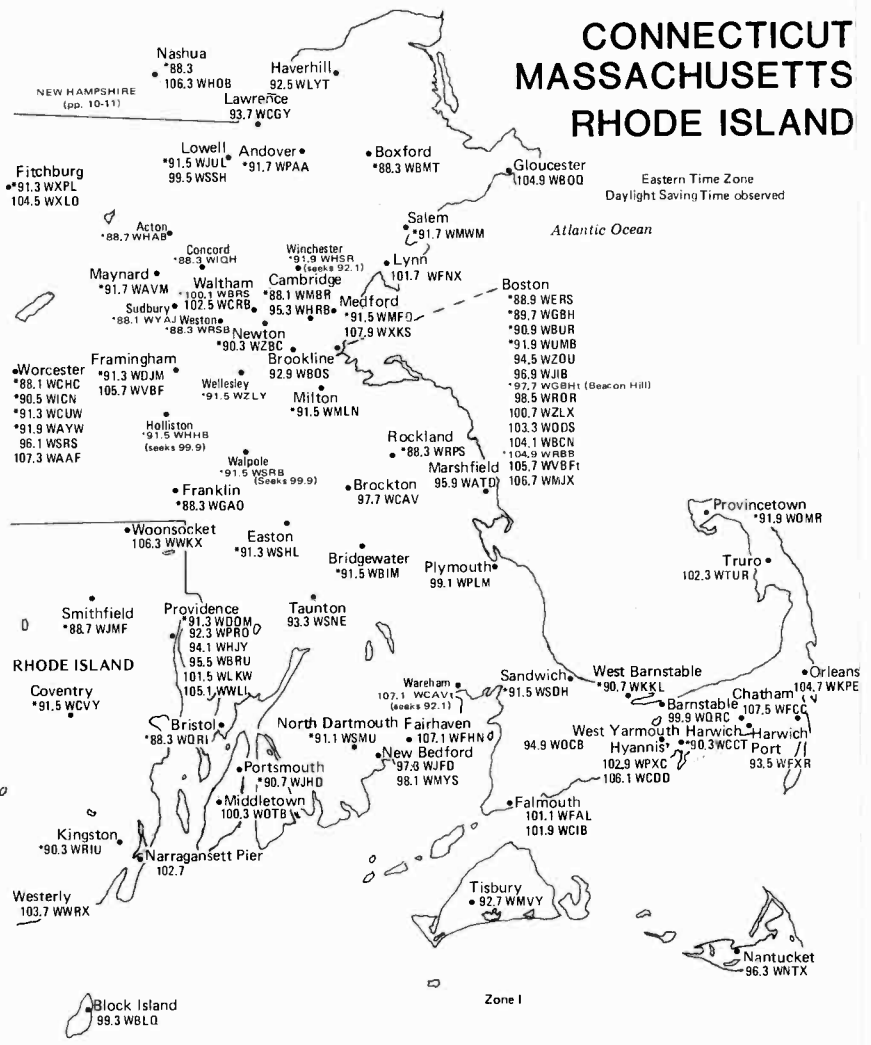 CONNECTICUT
MASSACHUSETTS
RHODE ISLAND
Nashua
*88.3
106.3 WHOB
NEW HAMPSHIRE
(pp. 10-11)
Haverhill
92.5 WLYT
Lawrence
93.7 WCGY
Lowell
*91.5 WJUL
99.5 WSSH
Andover
*91.7 WPAA
Boxford
*88.3 WBMT
Gloucester
104.9 WBOQ
Eastern Time Zone
Daylight Saving Time observed
Fitchburg
*91.3 WXPL
104.5 WXLO
Acton
*88.7 WHAB
Concord
*88.3 WIQH
Winchester
*91.9 WHSR
(seeks 92.1)
Salem
*91.7 WMWM
Atlantic Ocean
Lynn
101.7 WFNX
Maynard
*91.7 WAVM
Waltham
*100.1 WBRS
102.5 WCRB
Cambridge
*88.1 WMBR
95.3 WHRB
Medford
*91.5 WMFO
107.9 WXKS
Sudbury
*88.1 WYAJ
Weston
*88.3 WRSB
Newton
*90.3 WZBC
Brookline
92.9 WBOS
Boston
*88.9 WERS
*89.7 WGBH
*90.9 WBUR
*91.9 WUMB
94.5 WZOU
96.9 WJIB
*97.7 WGBHt (Beacon Hill)
98.5 WROR
100.7 WZLX
103.3 WODS
104.1 WBCN
*104.9 WRBB
105.7 WVBFt
106.7 WMJX
Worcester
*88.1 WCHC
*90.5 WICN
*91.3 WCUW
*91.9 WAYW
96.1 WSRS
107.3 WAAF
Framingham
*91.3 WDJM
105.7 WVBF
Wellesley
*91.5 WZLY
Milton
*91.5 WMLN
Holliston
*91.5 WHHB
(seeks 99.9)
Walpole
*91.5 WSRB
(Seeks 99.9)
Rockland
*88.3 WRPS
Marshfield
95.9 WATD
Franklin
*88.3 WGAO
Brockton
97.7 WCAV
Woonsocket
106.3 WWKX
Easton
*91.3 WSHL
Bridgewater
*91.5 WBIM
Plymouth
99.1 WPLM
Provincetown
*91.9 WOMR
Truro
102.3 WTUR
Smithfield
*88.7 WJMF
Providence
*91.3 WDOM
92.3 WPRO
94.1 WHJY
95.5 WBRU
101.5 WLKW
105.1 WWLI
Taunton
93.3 WSNE
RHODE ISLAND
Coventry
*91.5 WCVY
Wareham
107.1 WCAVt
(seeks 92.1)
Sandwich
*91.5 WSDH
West Barnstable
*90.7 WKKL
Orleans
104.7 WKPE
Barnstable
99.9 WQRC
Chatham
107.5 WFCC
Bristol
*88.3 WQRI
North Dartmouth
*91.1 WSMU
Fairhaven
107.1 WFHN
West Yarmouth
94.9 WOCB
Harwich
*90.3 WCCT
Harwich
Port
93.5 WFXR
Hyannis
102.9 WPXC
106.1 WCOD
New Bedford
97.3 WJFD
98.1 WMYS
Portsmouth
*90.7 WJHD
Middletown
100.3 WOTB
Falmouth
101.1 WFAL
101.9 WCIB
Kingston
*90.3 WRIU
Narragansett Pier
102.7
Westerly
103.7 WWRX
Tisbury
92.7 WMVY
Nantucket
96.3 WNTX
Block Island
99.3 WBLQ
Zone I